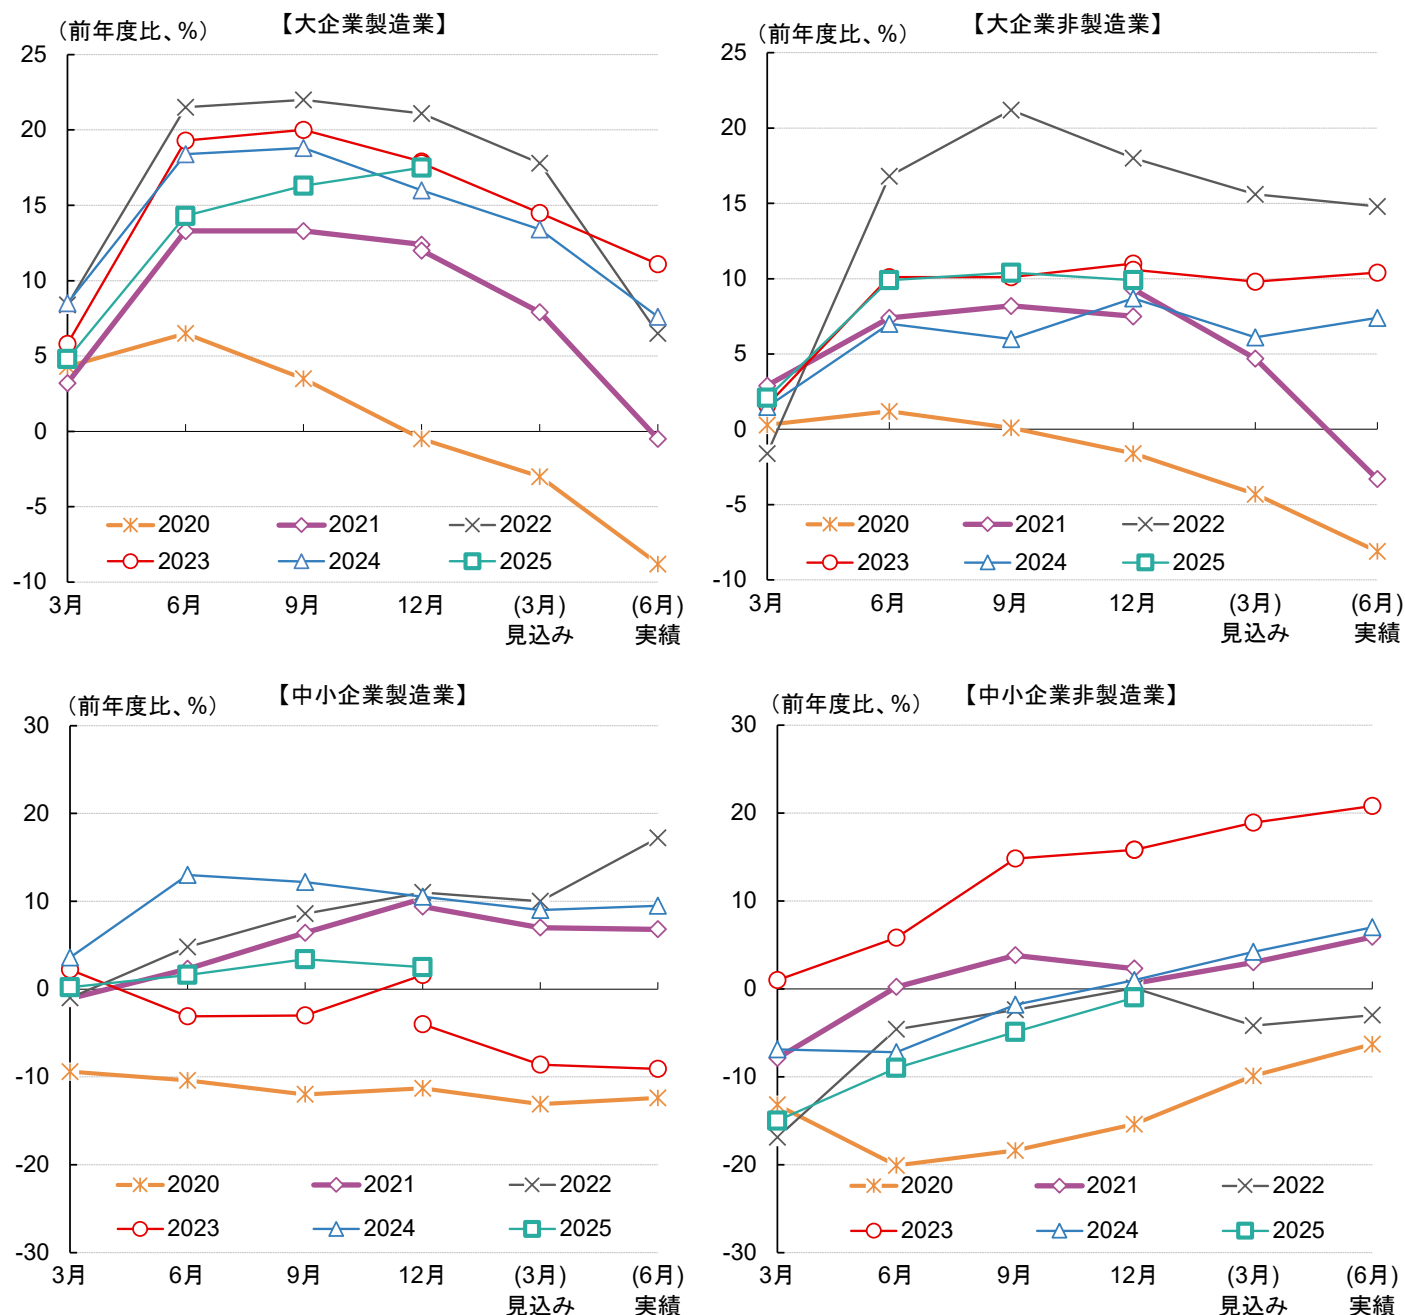 【大企業製造業】
(前年度比、%)
25
20
15
10
5
0
-5
-10
2020
2021
2022
2023
2024
2025
3月
6月
9月
12月
(3月)
見込み
(6月)
実績
【大企業非製造業】
(前年度比、%)
25
20
15
10
5
0
-5
-10
2020
2021
2022
2023
2024
2025
3月
6月
9月
12月
(3月)
見込み
(6月)
実績
【中小企業製造業】
(前年度比、%)
30
20
10
0
-10
-20
-30
2020
2021
2022
2023
2024
2025
3月
6月
9月
12月
(3月)
見込み
(6月)
実績
【中小企業非製造業】
(前年度比、%)
30
20
10
0
-10
-20
-30
2020
2021
2022
2023
2024
2025
3月
6月
9月
12月
(3月)
見込み
(6月)
実績